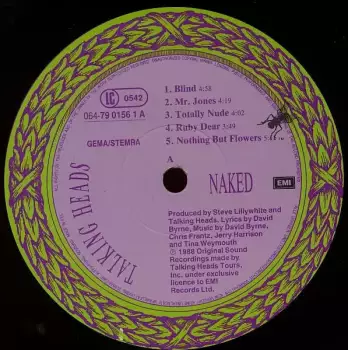 LC 0542
064-79 0156 1 A
GEMA/STEMRA
1. Blind 4:58
2. Mr. Jones 4:19
3. Totally Nude 4:02
4. Ruby Dear 3:49
5. Nothing But Flowers
A
TALKING HEADS
NAKED
EMI
Produced by Steve Lillywhite and
Talking Heads. Lyrics by David
Byrne, Music by David Byrne,
Chris Frantz, Jerry Harrison
and Tina Weymouth
℗ 1988 Original Sound
Recordings made by
Talking Heads Tours,
Inc. under exclusive
licence to EMI
Records Ltd.